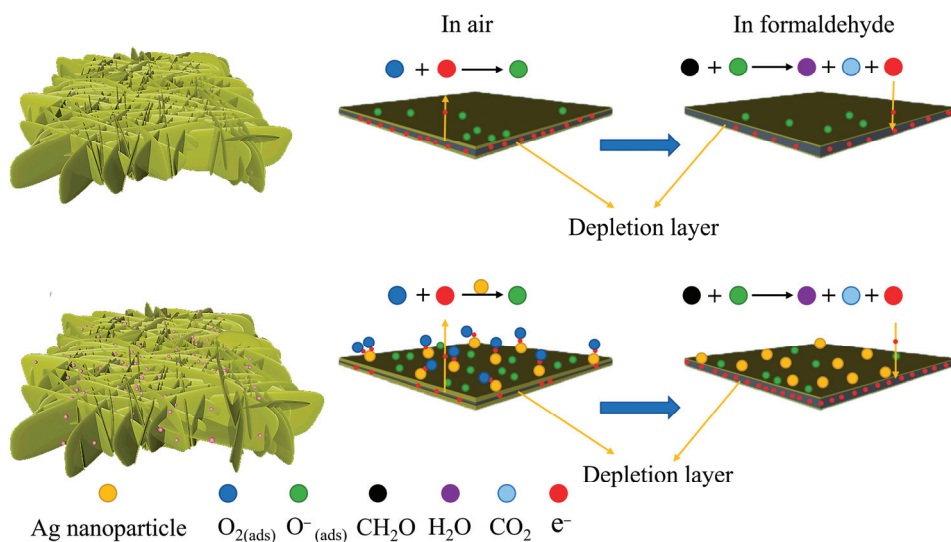 In air
In formaldehyde
+
+ + +
Depletion layer
+
+ + +
Depletion layer
Ag nanoparticle O₂₍ads₎ O⁻₍ads₎ CH₂O H₂O CO₂ e⁻